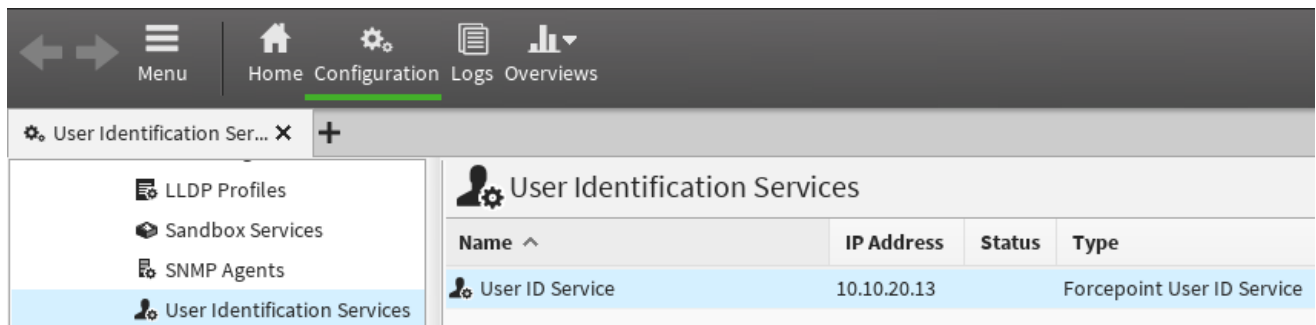 Menu
Home Configuration Logs Overviews
User Identification Ser...
LLDP Profiles
Sandbox Services
SNMP Agents
User Identification Services
User Identification Services
Name IP Address Status Type
User ID Service 10.10.20.13 Forcepoint User ID Service